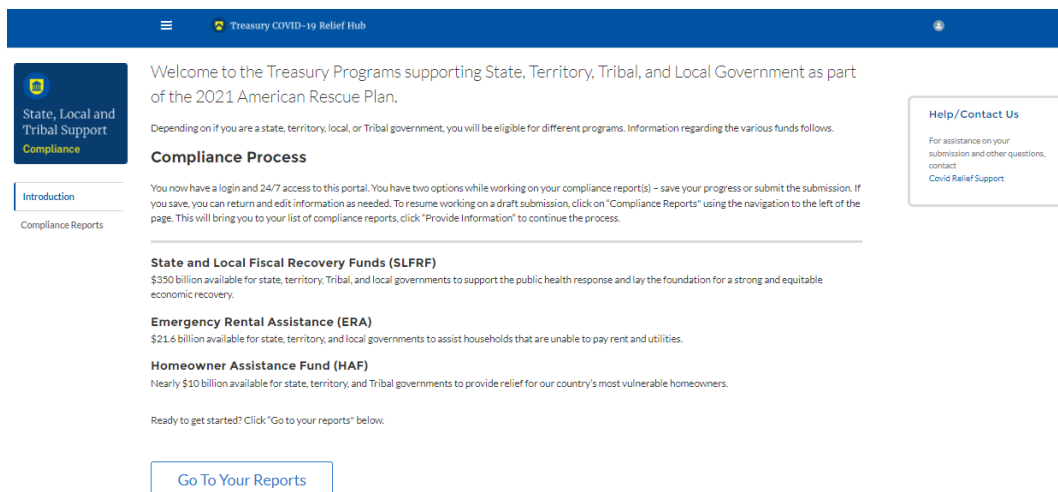 Treasury COVID-19 Relief Hub
State, Local and
Tribal Support
Compliance
Introduction
Compliance Reports
Welcome to the Treasury Programs supporting State, Territory, Tribal, and Local Government as part
of the 2021 American Rescue Plan.
Depending on if you are a state, territory, local, or Tribal government, you will be eligible for different programs. Information regarding the various funds follows.
Compliance Process
You now have a login and 24/7 access to this portal. You have two options while working on your compliance report(s) – save your progress or submit the submission. If
you save, you can return and edit information as needed. To resume working on a draft submission, click on "Compliance Reports" using the navigation to the left of the
page. This will bring you to your list of compliance reports, click "Provide Information" to continue the process.
State and Local Fiscal Recovery Funds (SLFRF)
$350 billion available for state, territory, Tribal, and local governments to support the public health response and lay the foundation for a strong and equitable
economic recovery.
Emergency Rental Assistance (ERA)
$21.6 billion available for state, territory, and local governments to assist households that are unable to pay rent and utilities.
Homeowner Assistance Fund (HAF)
Nearly $10 billion available for state, territory, and Tribal governments to provide relief for our country's most vulnerable homeowners.
Ready to get started? Click "Go to your reports" below.
Go To Your Reports
Help/Contact Us
For assistance on your
submission and other questions,
contact
Covid Relief Support